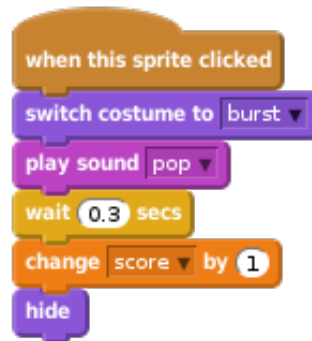 when this sprite clicked
switch costume to burst
play sound pop
wait 0.3 secs
change score by 1
hide